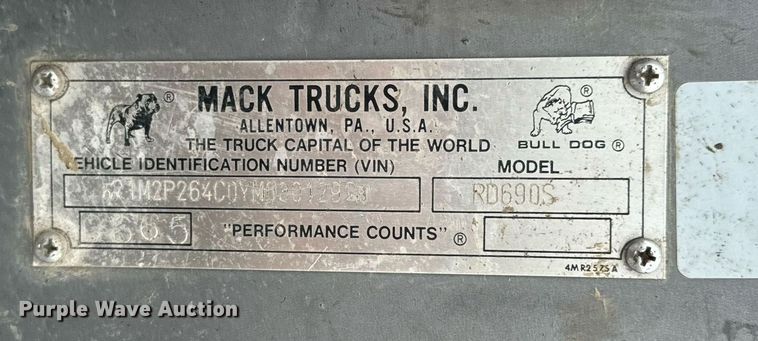 ® MACK TRUCKS, INC. ®
ALLENTOWN, PA., U.S.A.
THE TRUCK CAPITAL OF THE WORLD BULL DOG ®
EHICLE IDENTIFICATION NUMBER (VIN) MODEL
RD690S
"PERFORMANCE COUNTS" ®
4MR2575A
Purple Wave Auction